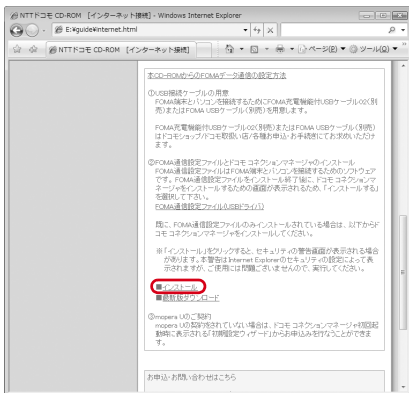 NTTドコモ CD-ROM [インターネット接続] - Windows Internet Explorer
E:¥guide¥internet.html
NTTドコモ CD-ROM [インターネット接続]
ページ(P)
ツール(O)
本CD-ROMからのFOMAデータ通信の設定方法
①USB接続ケーブルの用意
FOMA端末とパソコンを接続するためにFOMA充電機能付USBケーブル02(別
売)またはFOMA USBケーブル(別売)を用意します。
FOMA充電機能付USBケーブル02(別売)またはFOMA USBケーブル(別売)
はドコモショップ/ドコモ取扱い店/各種お申込・お手続きにてお求めいただけ
ます。
②FOMA通信設定ファイルとドコモ コネクションマネージャのインストール
FOMA通信設定ファイルはFOMA端末とパソコンを接続するためのソフトウェア
です。FOMA通信設定ファイルをインストール終了後に、ドコモ コネクションマ
ネージャをインストールするための画面が表示されるため、「インストールする」
を選択して下さい。
FOMA通信設定ファイル(USBドライバ)
既に、FOMA通信設定ファイルのみインストールされている場合は、以下からド
コモ コネクションマネージャをインストールしてください。
※「インストール」をクリックすると、セキュリティの警告画面が表示される場合
があります。本警告はInternet Explorerのセキュリティの設定によって表
示されますが、ご使用には問題ございませんので、実行してください。
■インストール
■最新版ダウンロード
③mopera Uのご契約
mopera Uの契約をされていない場合は、ドコモ コネクションマネージャ初回起
動時に表示される「初期設定ウィザード」からお申込みを行なうことができま
す。
お申込・お問い合わせはこちら